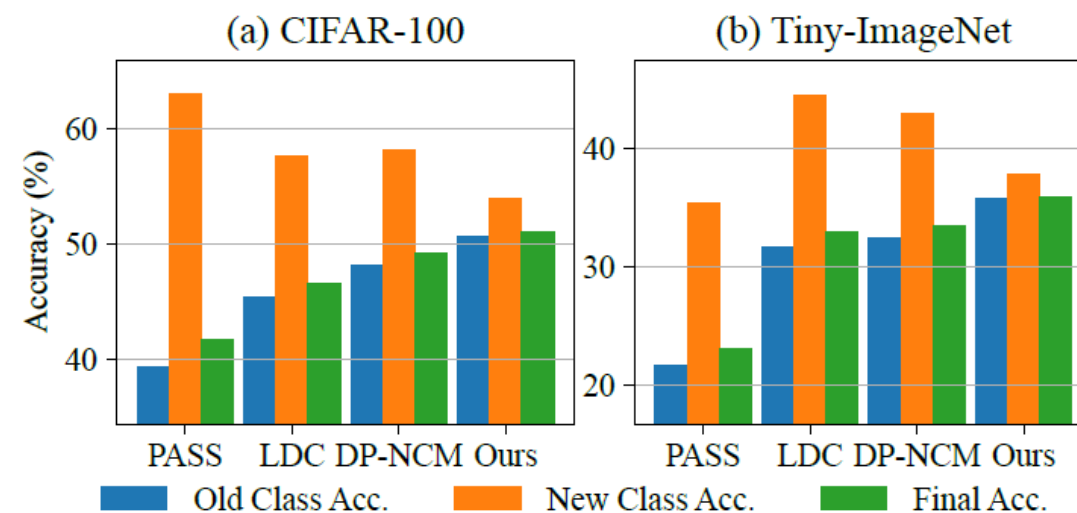 (a) CIFAR-100
(b) Tiny-ImageNet
Accuracy (%)
60
50
40
40
30
20
PASS LDC DP-NCM Ours
PASS LDC DP-NCM Ours
Old Class Acc. New Class Acc. Final Acc.